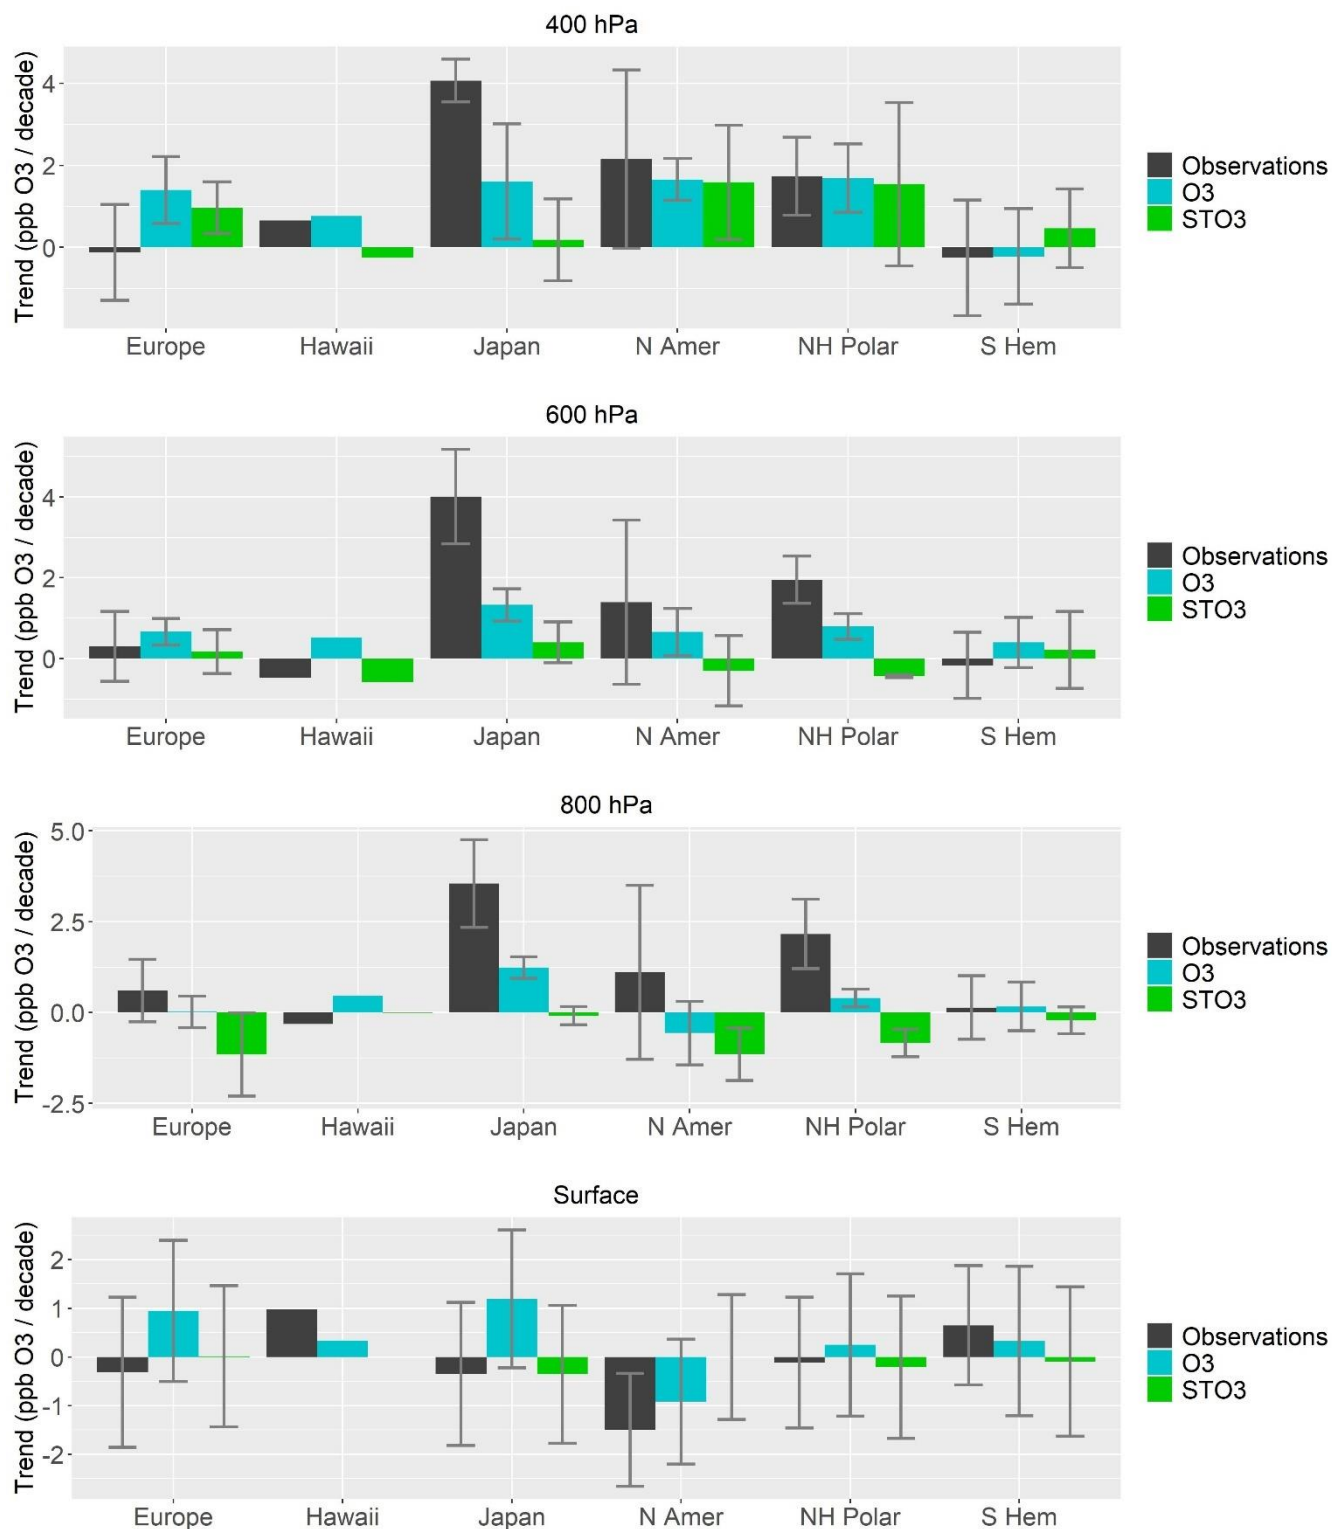 400 hPa
Trend (ppb O3 / decade)
4
2
0
Europe Hawaii Japan N Amer NH Polar S Hem
Observations
O3
STO3
600 hPa
Trend (ppb O3 / decade)
4
2
0
Europe Hawaii Japan N Amer NH Polar S Hem
Observations
O3
STO3
800 hPa
Trend (ppb O3 / decade)
5.0
2.5
0.0
-2.5
Europe Hawaii Japan N Amer NH Polar S Hem
Observations
O3
STO3
Surface
Trend (ppb O3 / decade)
2
1
0
-1
-2
Europe Hawaii Japan N Amer NH Polar S Hem
Observations
O3
STO3